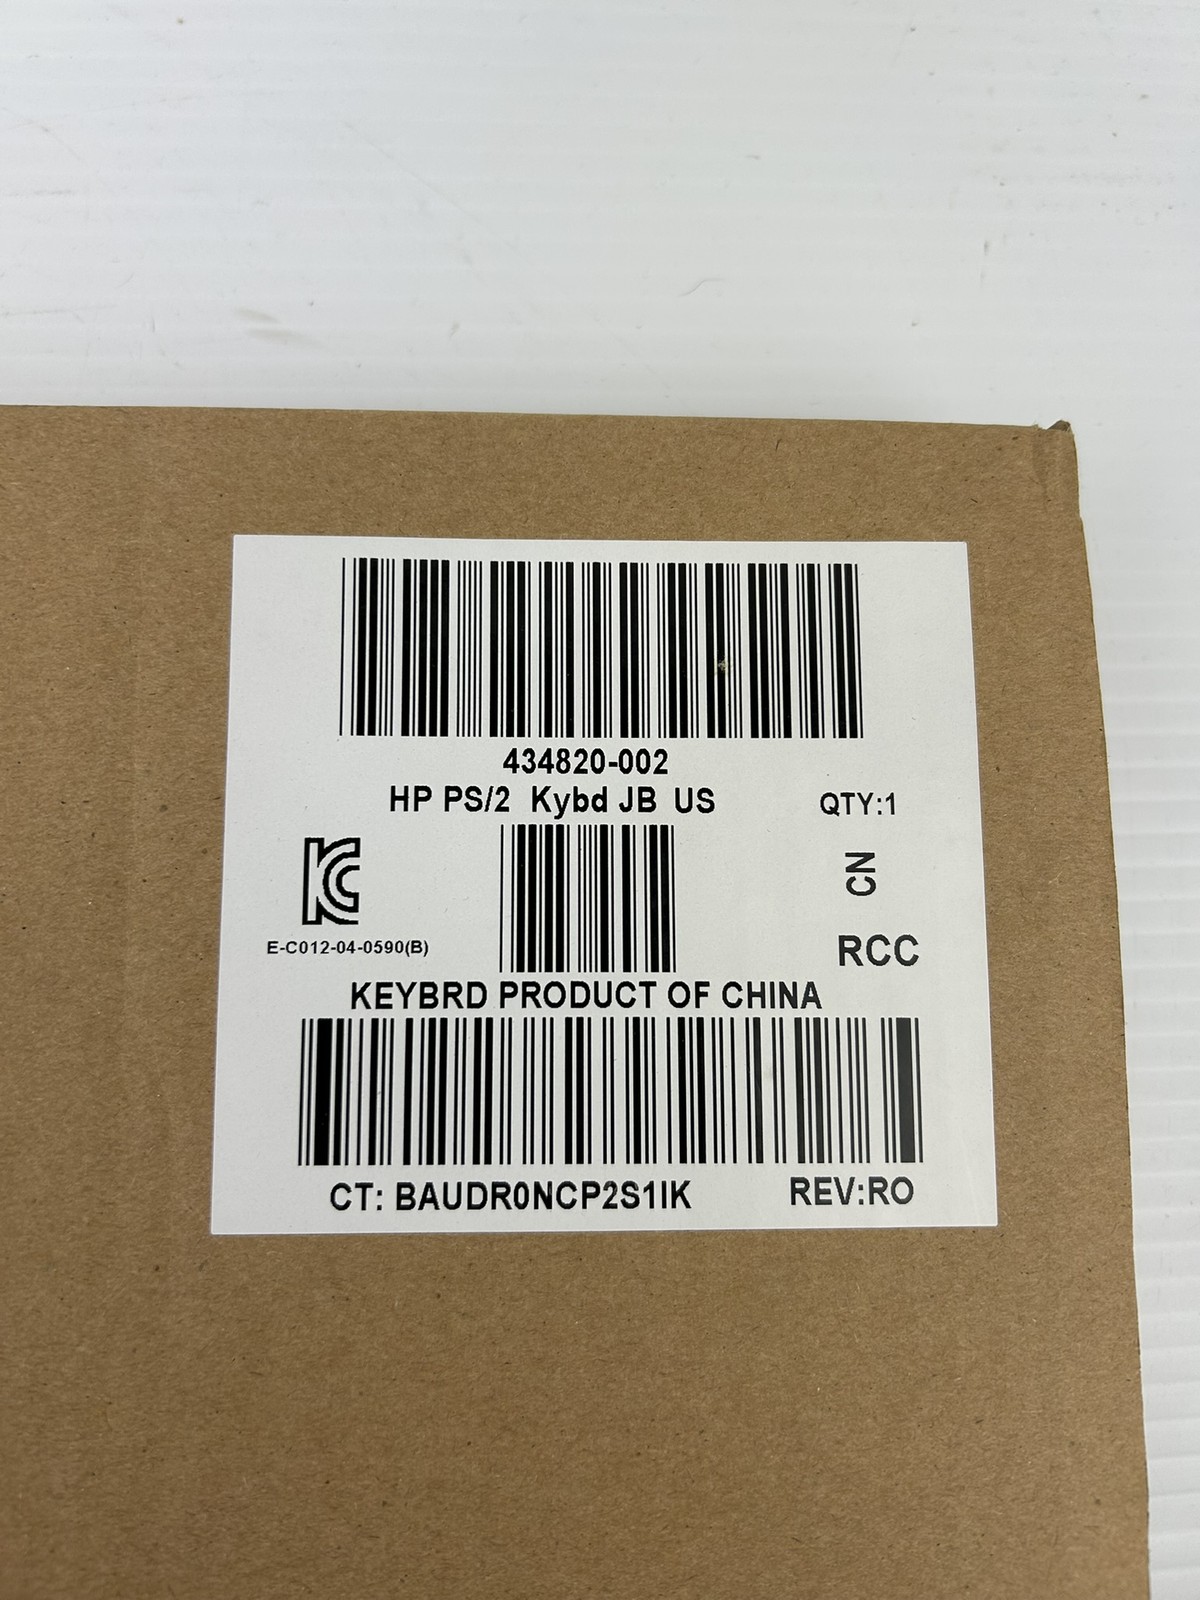 434820-002
HP PS/2 Kybd JB US
QTY:1
CN
E-C012-04-0590(B)
RCC
KEYBRD PRODUCT OF CHINA
CT: BAUDR0NCP2S1IK
REV:RO